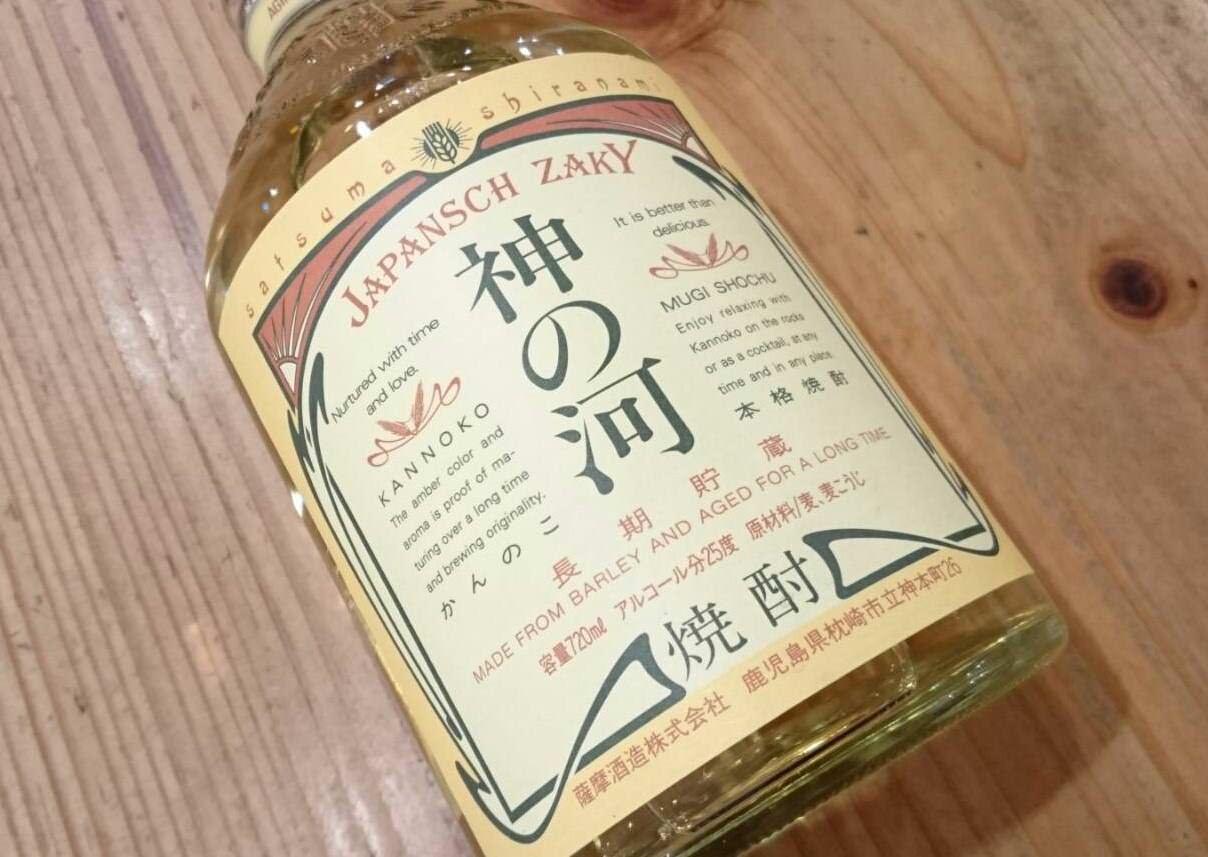 satsuma shiranami
JAPANSCH ZAKY
Nurtured with time
and love.
KANNOKO
The amber color and
aroma is proof of ma-
turing over a long time
and brewing originality.
かんのこ
神の河
It is better than
delicious.
MUGI SHOCHU
Enjoy relaxing with
Kannoko on the rocks
or as a cocktail, at any
time and in any place.
本格焼酎
長期貯蔵
MADE FROM BARLEY AND AGED FOR A LONG TIME
容量720ml アルコール分25度 原材料/麦、麦こうじ
焼酎
薩摩酒造株式会社 鹿児島県枕崎市立神本町26